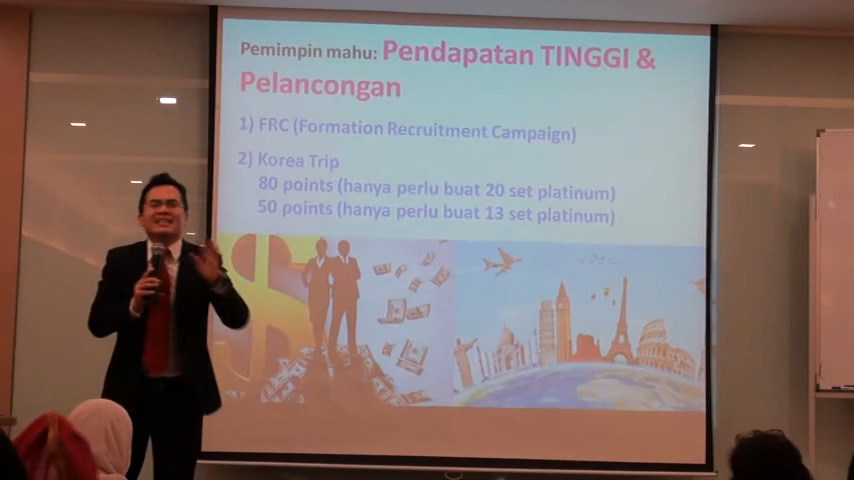 Pemimpin mahu: Pendapatan TINGGI &
Pelancongan
1) FRC (Formation Recruitment Campaign)
2) Korea Trip
80 points (hanya perlu buat 20 set platinum)
50 points (hanya perlu buat 13 set platinum)